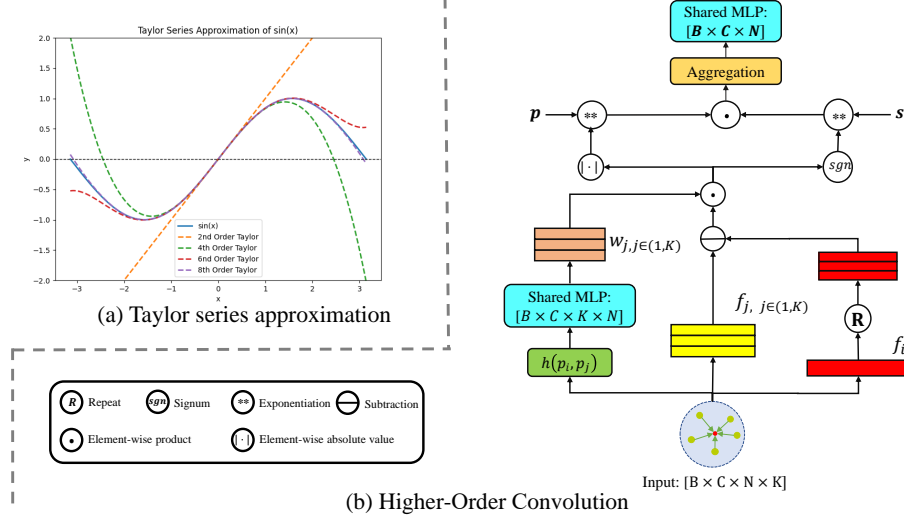 Taylor Series Approximation of sin(x)
2.0
1.5
1.0
0.5
0.0
−0.5
−1.0
−1.5
−2.0
y
−3
−2
−1
0
1
2
3
x
sin(x)
2nd Order Taylor
4th Order Taylor
6nd Order Taylor
8th Order Taylor
(a) Taylor series approximation
R Repeat
sgn Signum
** Exponentiation
Subtraction
• Element-wise product
|·| Element-wise absolute value
Shared MLP:
[B × C × N]
Aggregation
p
**
•
**
s
|·|
sgn
•
w_{j,j∈(1,K)}
Shared MLP:
[B × C × K × N]
f_{j, j∈(1,K)}
R
h(p_i, p_j)
f_i
Input: [B × C × N × K]
(b) Higher-Order Convolution